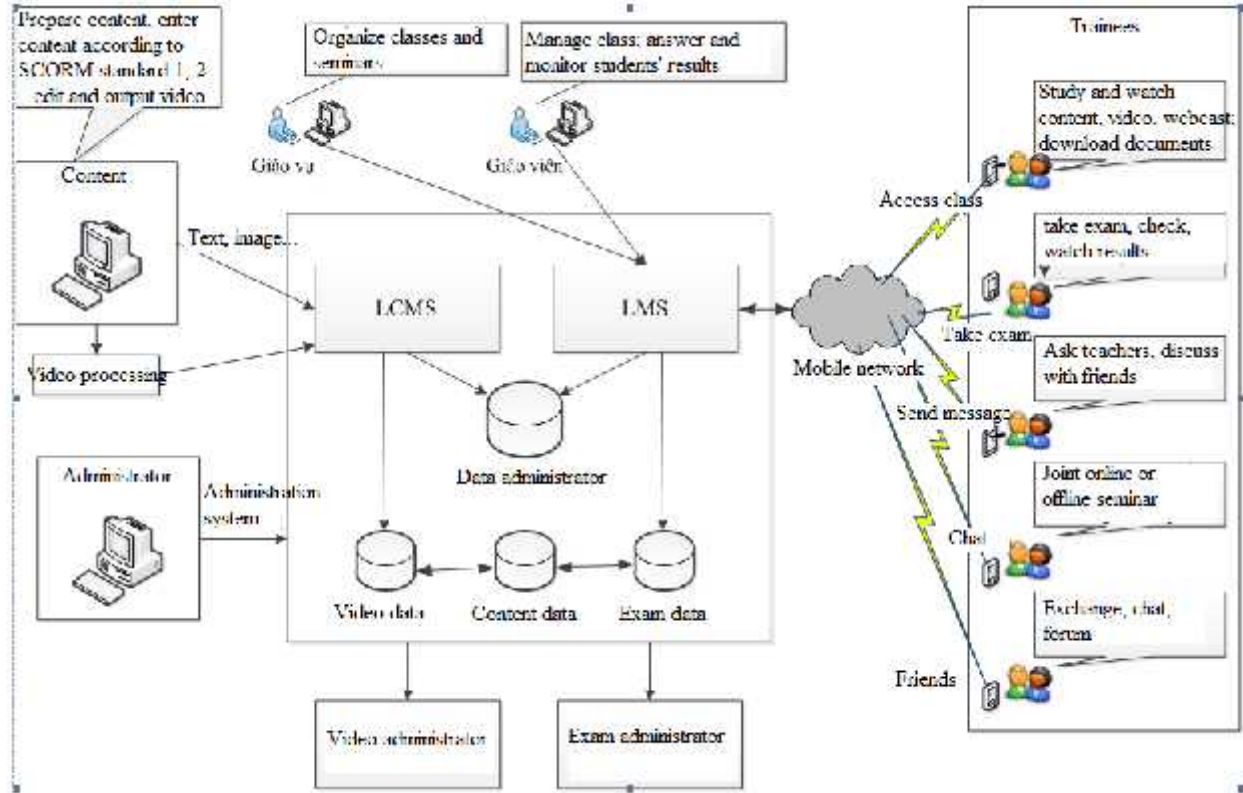 Prepare content, enter
content according to
SCORM standard 1, 2
edit and output video
Organize classes and
seminars
Manage class; answer and
monitor students' results
Trainees
Study and watch
content, video, webcast;
download documents
Giáo vụ
Giáo viên
Content
Access class
Text, image...
take exam, check,
watch results
LCMS
LMS
Take exam
Mobile network
Video processing
Ask teachers, discuss
with friends
Send message
Data administrator
Administrator
Administration
system
Joint online or
offline seminar
Chat
Video data
Content data
Exam data
Exchange, chat,
forum
Friends
Video administrator
Exam administrator